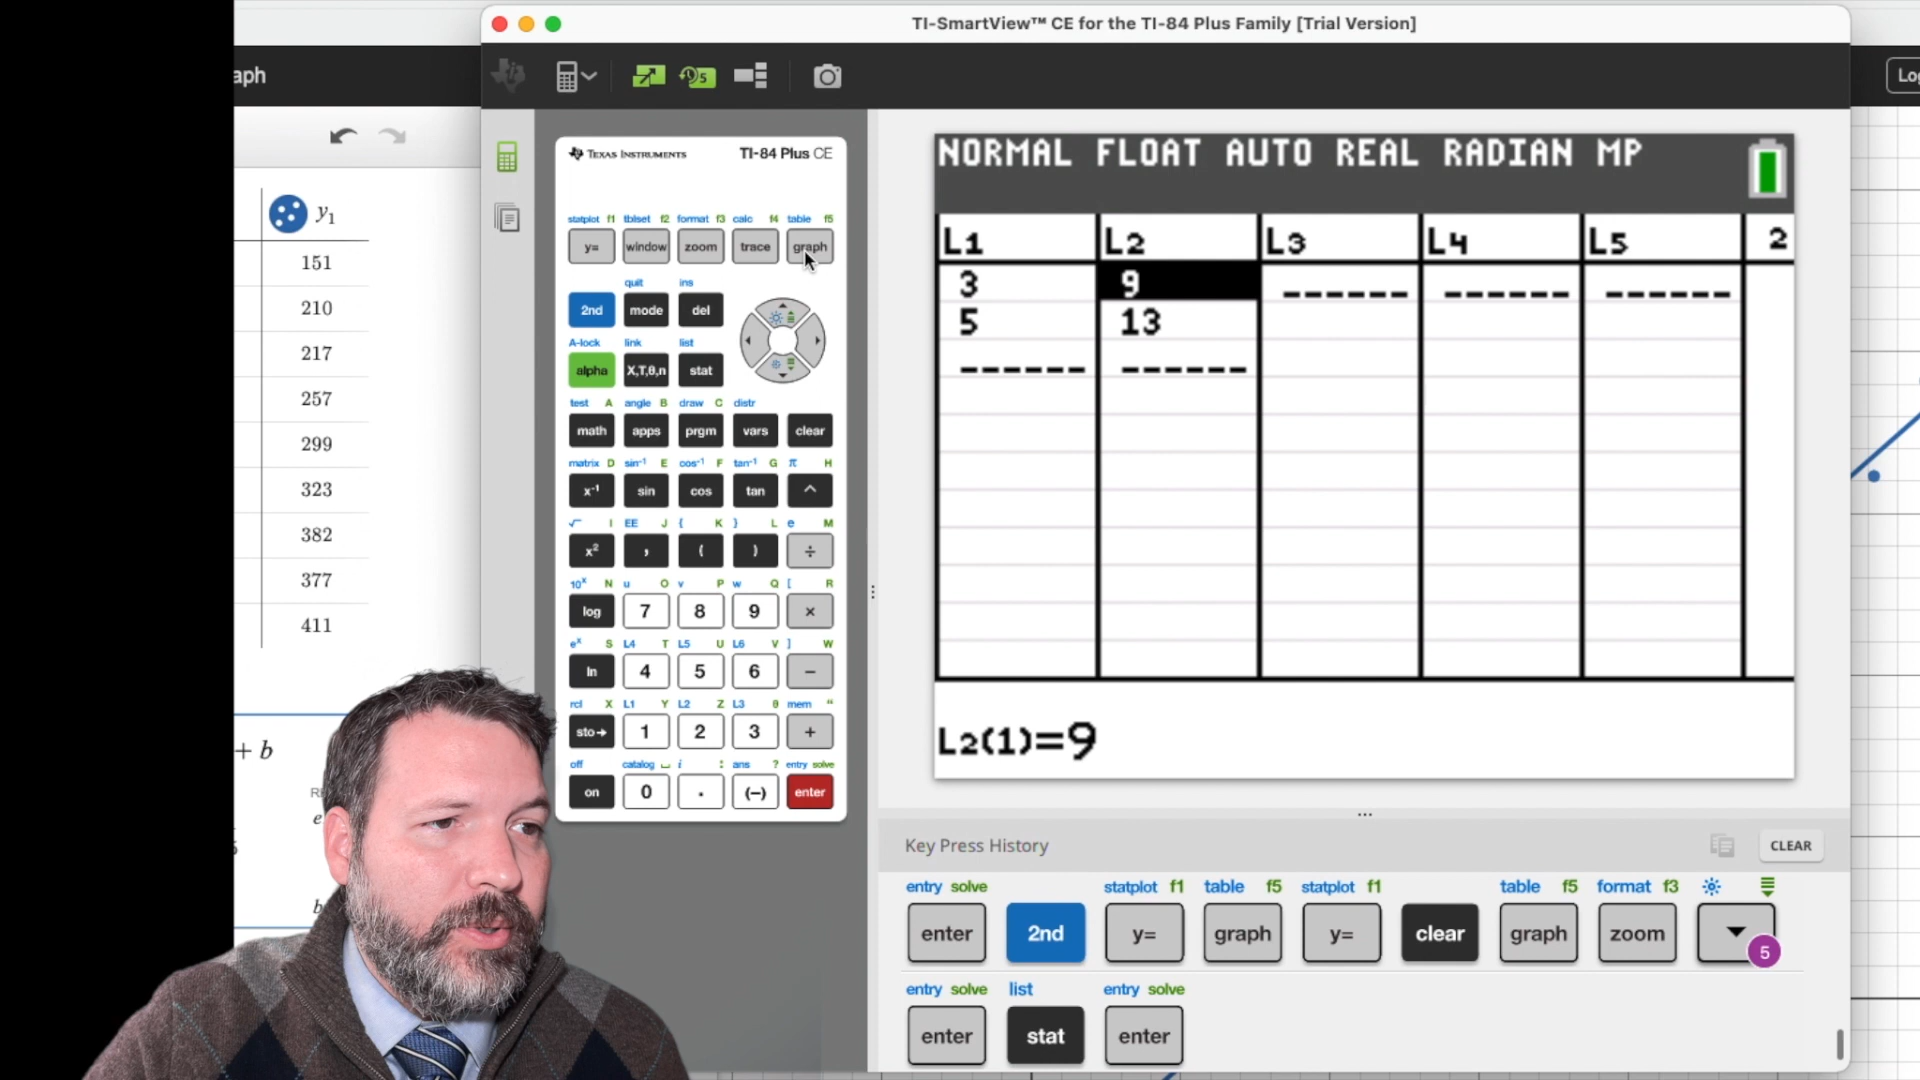 TI-SmartView™ CE for the TI-84 Plus Family [Trial Version]
aph
Lo
5
y1
151
210
217
257
299
323
382
377
411
+ b
e
b
TEXAS INSTRUMENTS TI-84 Plus CE
statplot f1 tblset f2 format f3 calc f4 table f5
y= window zoom trace graph
quit ins
2nd mode del
A-lock link list
alpha X,T,θ,n stat
test A angle B draw C distr
math apps prgm vars clear
matrix D sin-1 E cos-1 F tan-1 G π H
x-1 sin cos tan ^
√ I EE J { K } L e M
x2 , ( ) ÷
10x N u O v P w Q [ R
log 7 8 9 ×
ex S L4 T L5 U L6 V ] W
ln 4 5 6 −
rcl X L1 Y L2 Z L3 θ mem "
sto→ 1 2 3 +
off catalog ⎵ i : ans ? entry solve
on 0 . (−) enter
NORMAL FLOAT AUTO REAL RADIAN MP
L1 L2 L3 L4 L5 2
3 9 ------ ------ ------
5 13
------ ------
L2(1)=9
Key Press History
CLEAR
entry solve statplot f1 table f5 statplot f1 table f5 format f3
enter 2nd y= graph y= clear graph zoom 5
entry solve list entry solve
enter stat enter